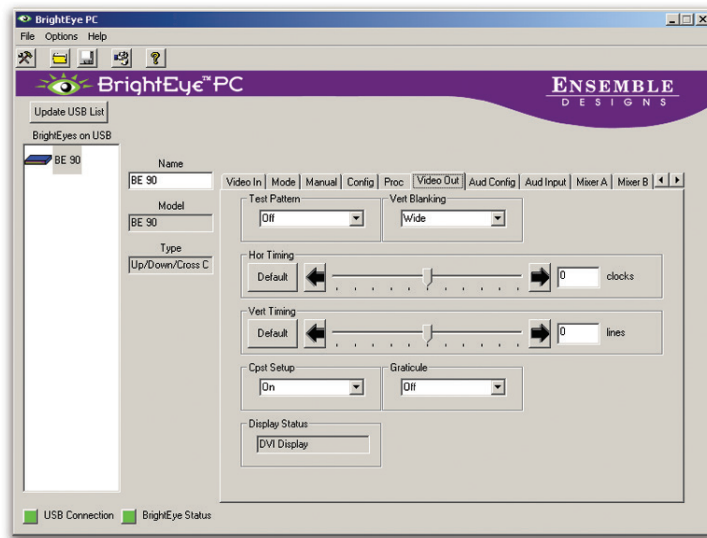 BrightEye PC
File Options Help
BrightEye™ PC
ENSEMBLE
DESIGNS
Update USB List
BrightEyes on USB
BE 90
Name
BE 90
Model
BE 90
Type
Up/Down/Cross C
Video In Mode Manual Config Proc Video Out Aud Config Aud Input Mixer A Mixer B
Test Pattern
Off
Vert Blanking
Wide
Hor Timing
Default
0 clocks
Vert Timing
Default
0 lines
Cpst Setup
On
Graticule
Off
Display Status
DVI Display
USB Connection BrightEye Status